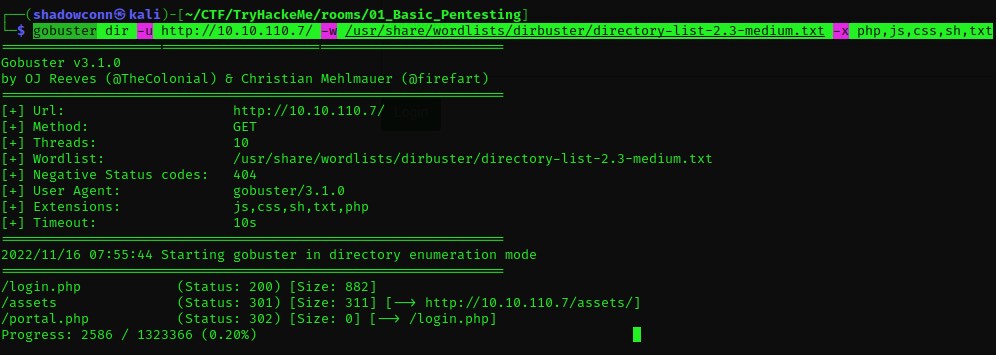 ┌──(shadowconn㉿kali)-[~/CTF/TryHackeMe/rooms/01_Basic_Pentesting]
└─$ gobuster dir -u http://10.10.110.7/ -w /usr/share/wordlists/dirbuster/directory-list-2.3-medium.txt -x php,js,css,sh,txt
===============================================================
Gobuster v3.1.0
by OJ Reeves (@TheColonial) & Christian Mehlmauer (@firefart)
===============================================================
[+] Url:                     http://10.10.110.7/
[+] Method:                  GET
[+] Threads:                 10
[+] Wordlist:                /usr/share/wordlists/dirbuster/directory-list-2.3-medium.txt
[+] Negative Status codes:   404
[+] User Agent:              gobuster/3.1.0
[+] Extensions:              js,css,sh,txt,php
[+] Timeout:                 10s
===============================================================
2022/11/16 07:55:44 Starting gobuster in directory enumeration mode
===============================================================
/login.php            (Status: 200) [Size: 882]
/assets               (Status: 301) [Size: 311] [--> http://10.10.110.7/assets/]
/portal.php           (Status: 302) [Size: 0] [--> /login.php]
Progress: 2586 / 1323366 (0.20%)